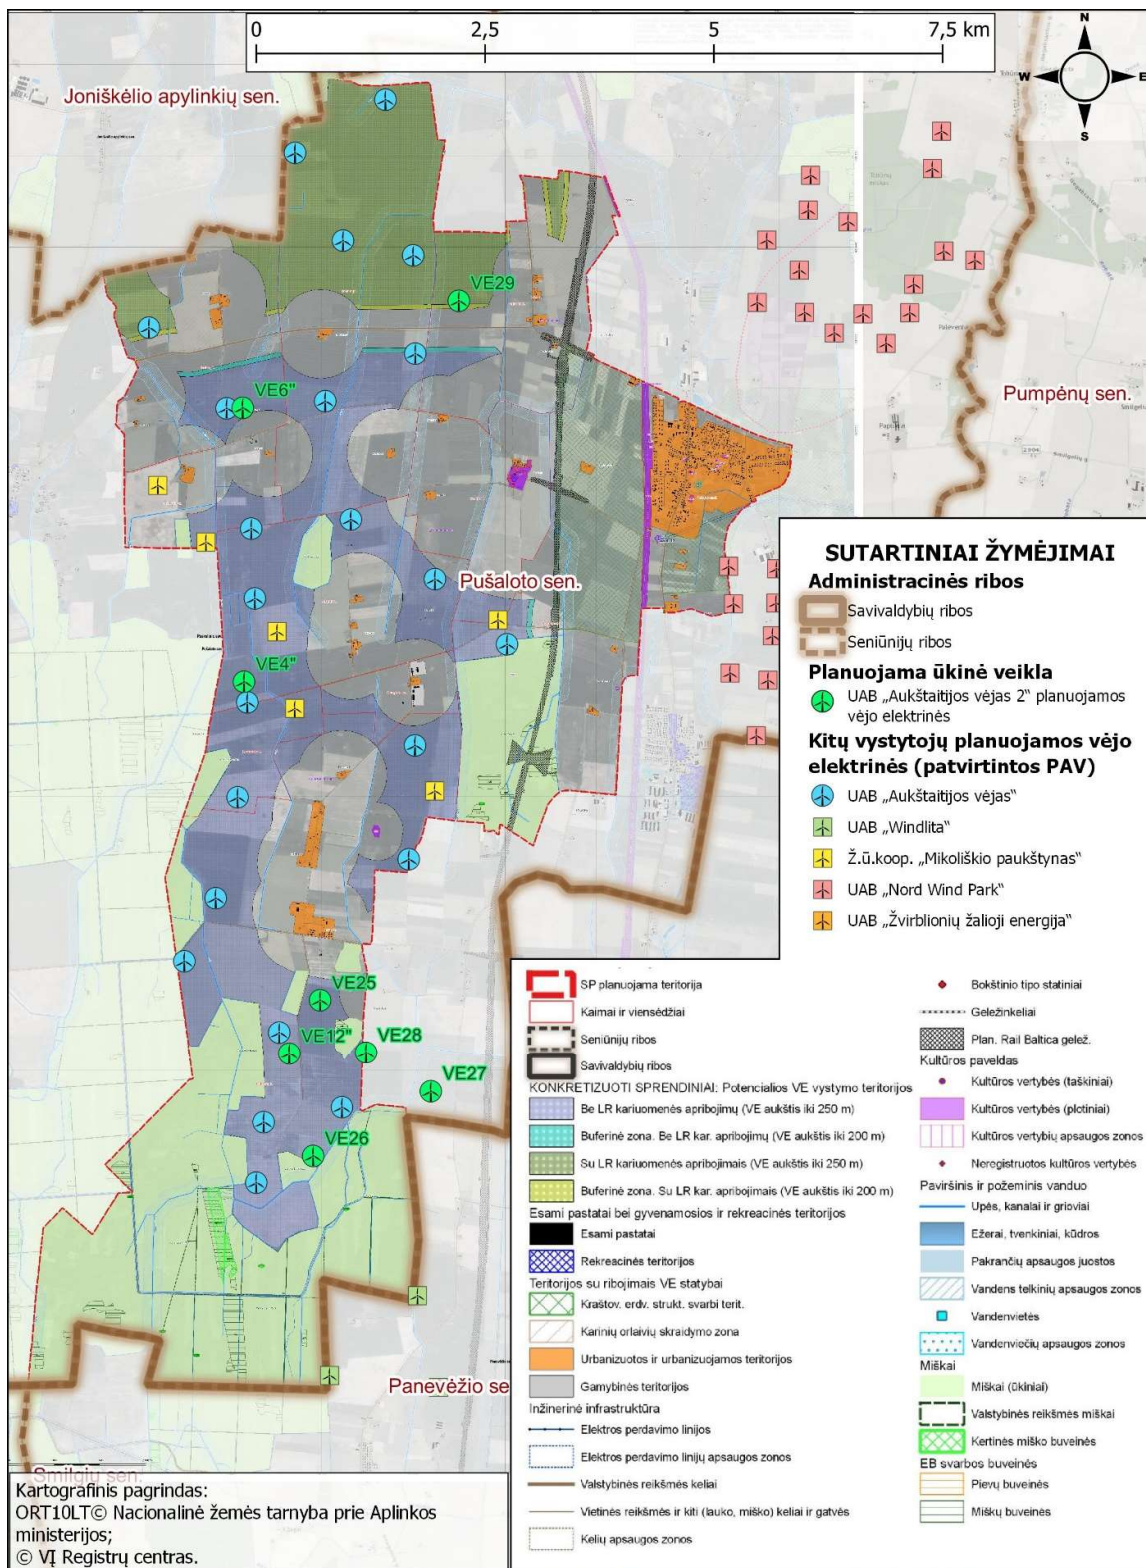 0 2,5 5 7,5 km
N
W E
S
Joniškėlio apylinkių sen.
VE29
VE6"
Pumpėnų sen.
Pušaloto sen.
VE4"
VE25
VE12"
VE28
VE27
VE26
Panevėžio se
Smilgių sen.
SUTARTINIAI ŽYMĖJIMAI
Administracinės ribos
Savivaldybių ribos
Seniūnijų ribos
Planuojama ūkinė veikla
UAB „Aukštaitijos vėjas 2“ planuojamos
vėjo elektrinės
Kitų vystytojų planuojamos vėjo
elektrinės (patvirtintos PAV)
UAB „Aukštaitijos vėjas“
UAB „Windlita“
Ž.ū.koop. „Mikoliškio paukštynas“
UAB „Nord Wind Park“
UAB „Žvirblionių žalioji energija“
SP planuojama teritorija
Kaimai ir viensėdžiai
Seniūnijų ribos
Savivaldybių ribos
KONKRETIZUOTI SPRENDINIAI: Potencialios VE vystymo teritorijos
Be LR kariuomenės apribojimų (VE aukštis iki 250 m)
Buferinė zona. Be LR kar. apribojimų (VE aukštis iki 200 m)
Su LR kariuomenės apribojimais (VE aukštis iki 250 m)
Buferinė zona. Su LR kar. apribojimais (VE aukštis iki 200 m)
Esami pastatai bei gyvenamosios ir rekreacinės teritorijos
Esami pastatai
Rekreacinės teritorijos
Teritorijos su ribojimais VE statybai
Kraštov. erdv. strukt. svarbi terit.
Karinių orlaivių skraidymo zona
Urbanizuotos ir urbanizuojamos teritorijos
Gamybinės teritorijos
Inžinerinė infrastruktūra
Elektros perdavimo linijos
Elektros perdavimo linijų apsaugos zonos
Valstybinės reikšmės keliai
Vietinės reikšmės ir kiti (lauko, miško) keliai ir gatvės
Kelių apsaugos zonos
Bokštinio tipo statiniai
Geležinkeliai
Plan. Rail Baltica gelež.
Kultūros paveldas
Kultūros vertybės (taškiniai)
Kultūros vertybės (plotiniai)
Kultūros vertybių apsaugos zonos
Neregistruotos kultūros vertybės
Paviršinis ir požeminis vanduo
Upės, kanalai ir grioviai
Ežerai, tvenkiniai, kūdros
Pakrančių apsaugos juostos
Vandens telkinių apsaugos zonos
Vandenvietės
Vandenviečių apsaugos zonos
Miškai
Miškai (ūkiniai)
Valstybinės reikšmės miškai
Kertinės miško buveinės
EB svarbos buveinės
Pievų buveinės
Miškų buveinė
Kartografinis pagrindas:
ORT10LT© Nacionalinė žemės tarnyba prie Aplinkos
ministerijos;
© VĮ Registrų centras.